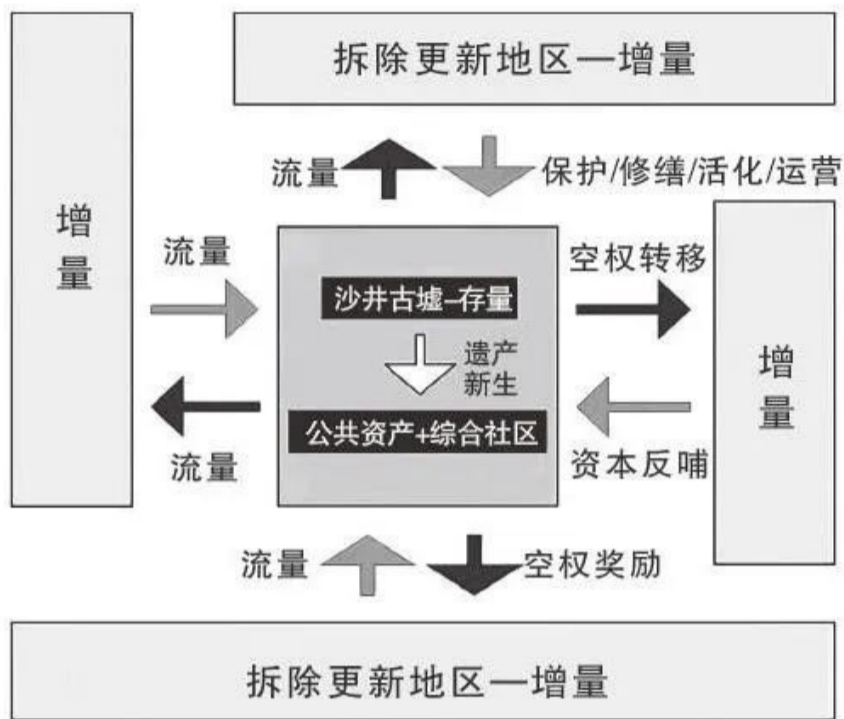 拆除更新地区—增量
流量
保护/修缮/活化/运营
增量
流量
流量
沙井古墟–存量
遗产
新生
公共资产+综合社区
空权转移
资本反哺
增量
流量
空权奖励
拆除更新地区—增量